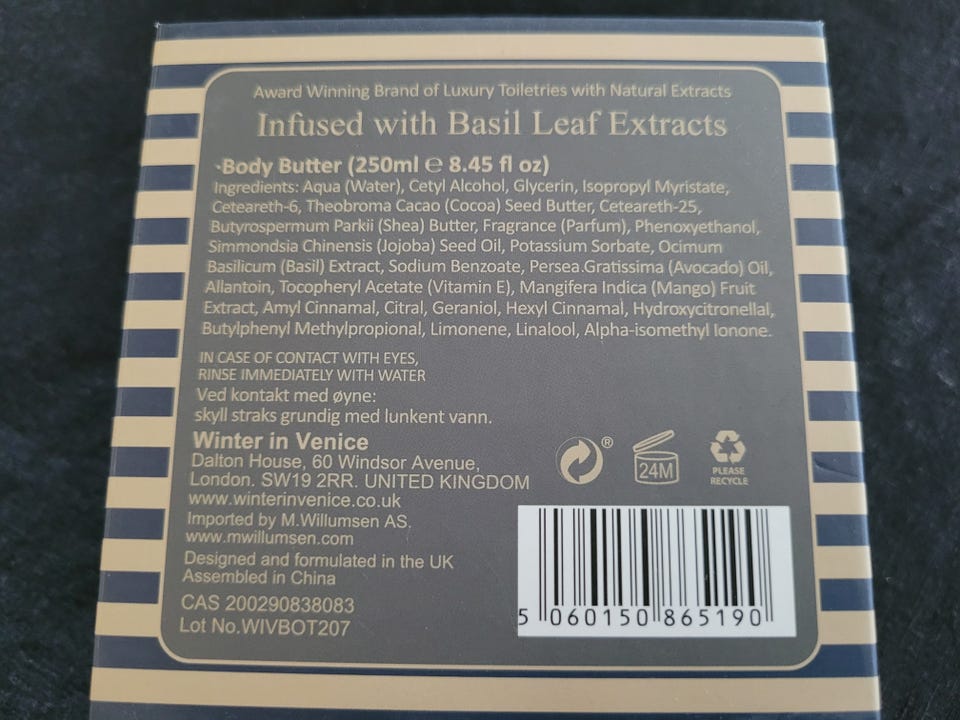 Award Winning Brand of Luxury Toiletries with Natural Extracts
Infused with Basil Leaf Extracts
·Body Butter (250ml ℮ 8.45 fl oz)
Ingredients: Aqua (Water), Cetyl Alcohol, Glycerin, Isopropyl Myristate,
Ceteareth-6, Theobroma Cacao (Cocoa) Seed Butter, Ceteareth-25,
Butyrospermum Parkii (Shea) Butter, Fragrance (Parfum), Phenoxyethanol,
Simmondsia Chinensis (Jojoba) Seed Oil, Potassium Sorbate, Ocimum
Basilicum (Basil) Extract, Sodium Benzoate, Persea.Gratissima (Avocado) Oil,
Allantoin, Tocopheryl Acetate (Vitamin E), Mangifera Indica (Mango) Fruit
Extract, Amyl Cinnamal, Citral, Geraniol, Hexyl Cinnamal, Hydroxycitronellal,
Butylphenyl Methylpropional, Limonene, Linalool, Alpha-isomethyl Ionone.
IN CASE OF CONTACT WITH EYES,
RINSE IMMEDIATELY WITH WATER
Ved kontakt med øyne:
skyll straks grundig med lunkent vann.
Winter in Venice
Dalton House, 60 Windsor Avenue,
London. SW19 2RR. UNITED KINGDOM
www.winterinvenice.co.uk
Imported by M.Willumsen AS.
www.mwillumsen.com
Designed and formulated in the UK
Assembled in China
CAS 200290838083
Lot No.WIVBOT207
®
24M
PLEASE
RECYCLE
5 060150 865190